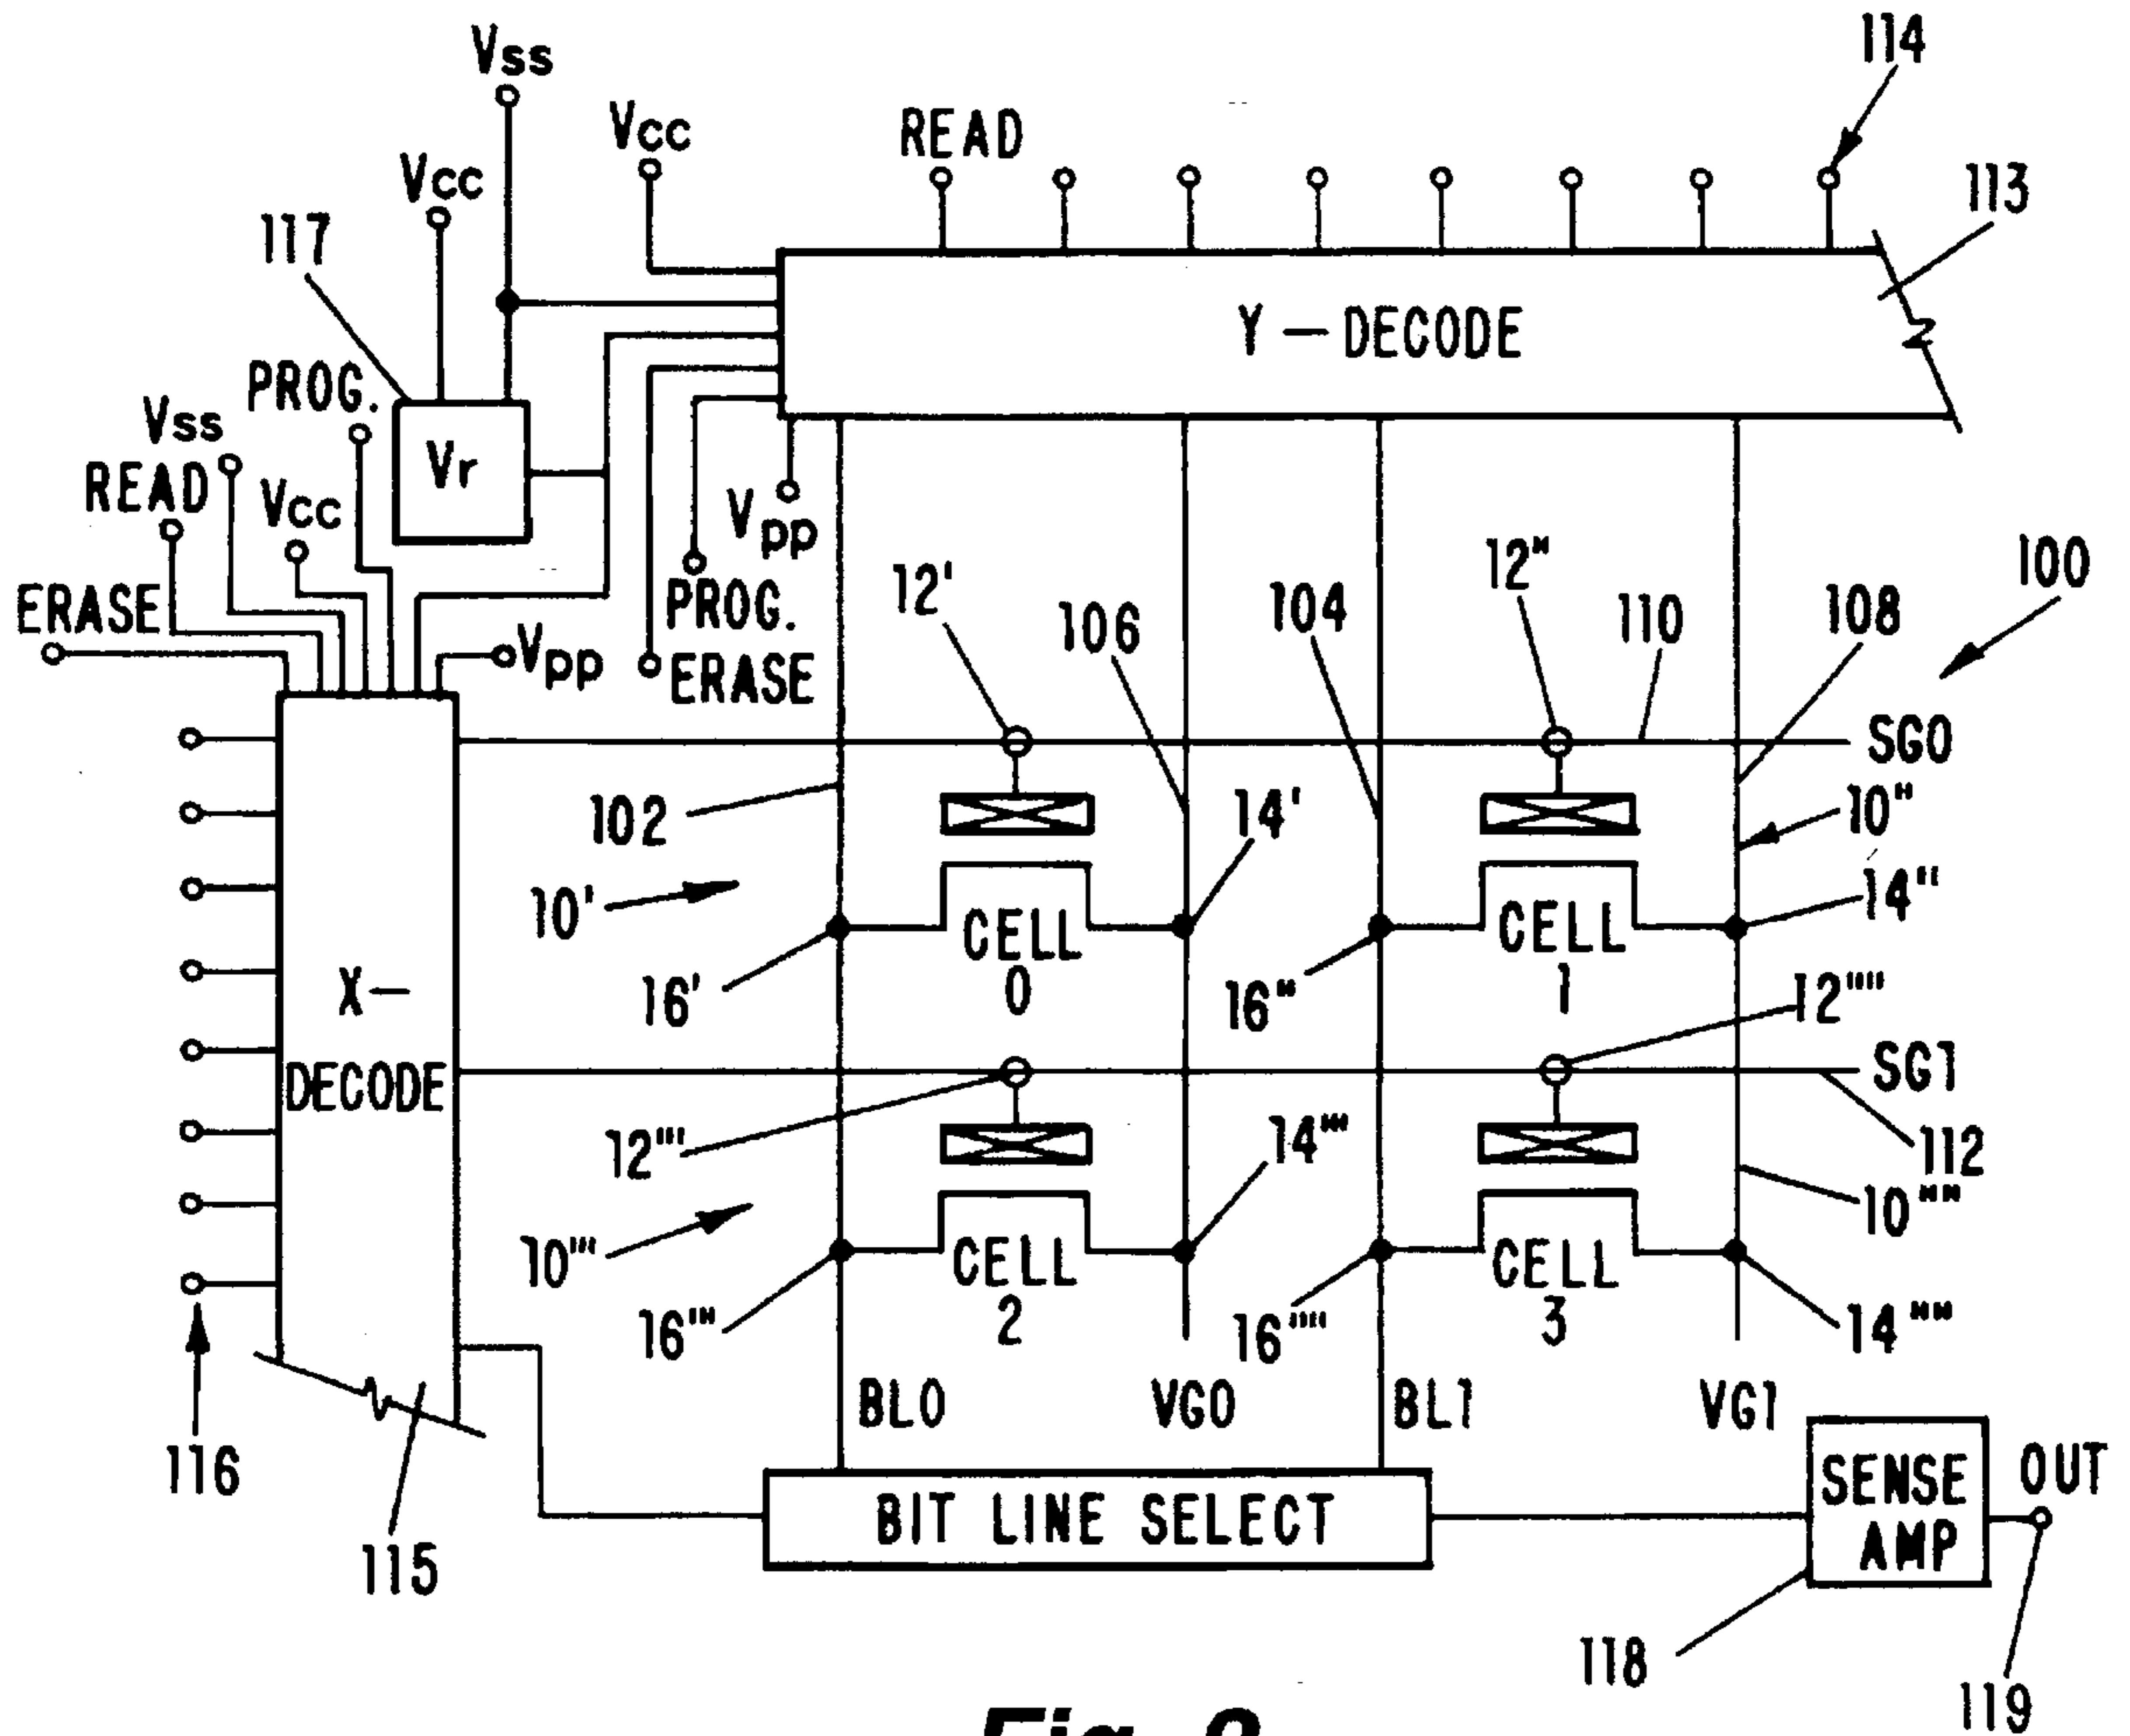 Vss
114
Vcc
READ
Vcc
113
117
Y-DECODE
PROG.
Vss
Vr
READ
Vcc
Vpp
12'
12"
100
ERASE
PROG.
106
104
110
108
Vpp
ERASE
SG0
102
14'
10"
10'
14"
CELL
0
CELL
1
16'
16"
12""
X-
DECODE
SG1
12"'
14"'
112
10""
10"'
CELL
2
CELL
3
16"'
16""
14""
BL0
VG0
BL1
VG1
116
SENSE
AMP
OUT
BIT LINE SELECT
115
118
119